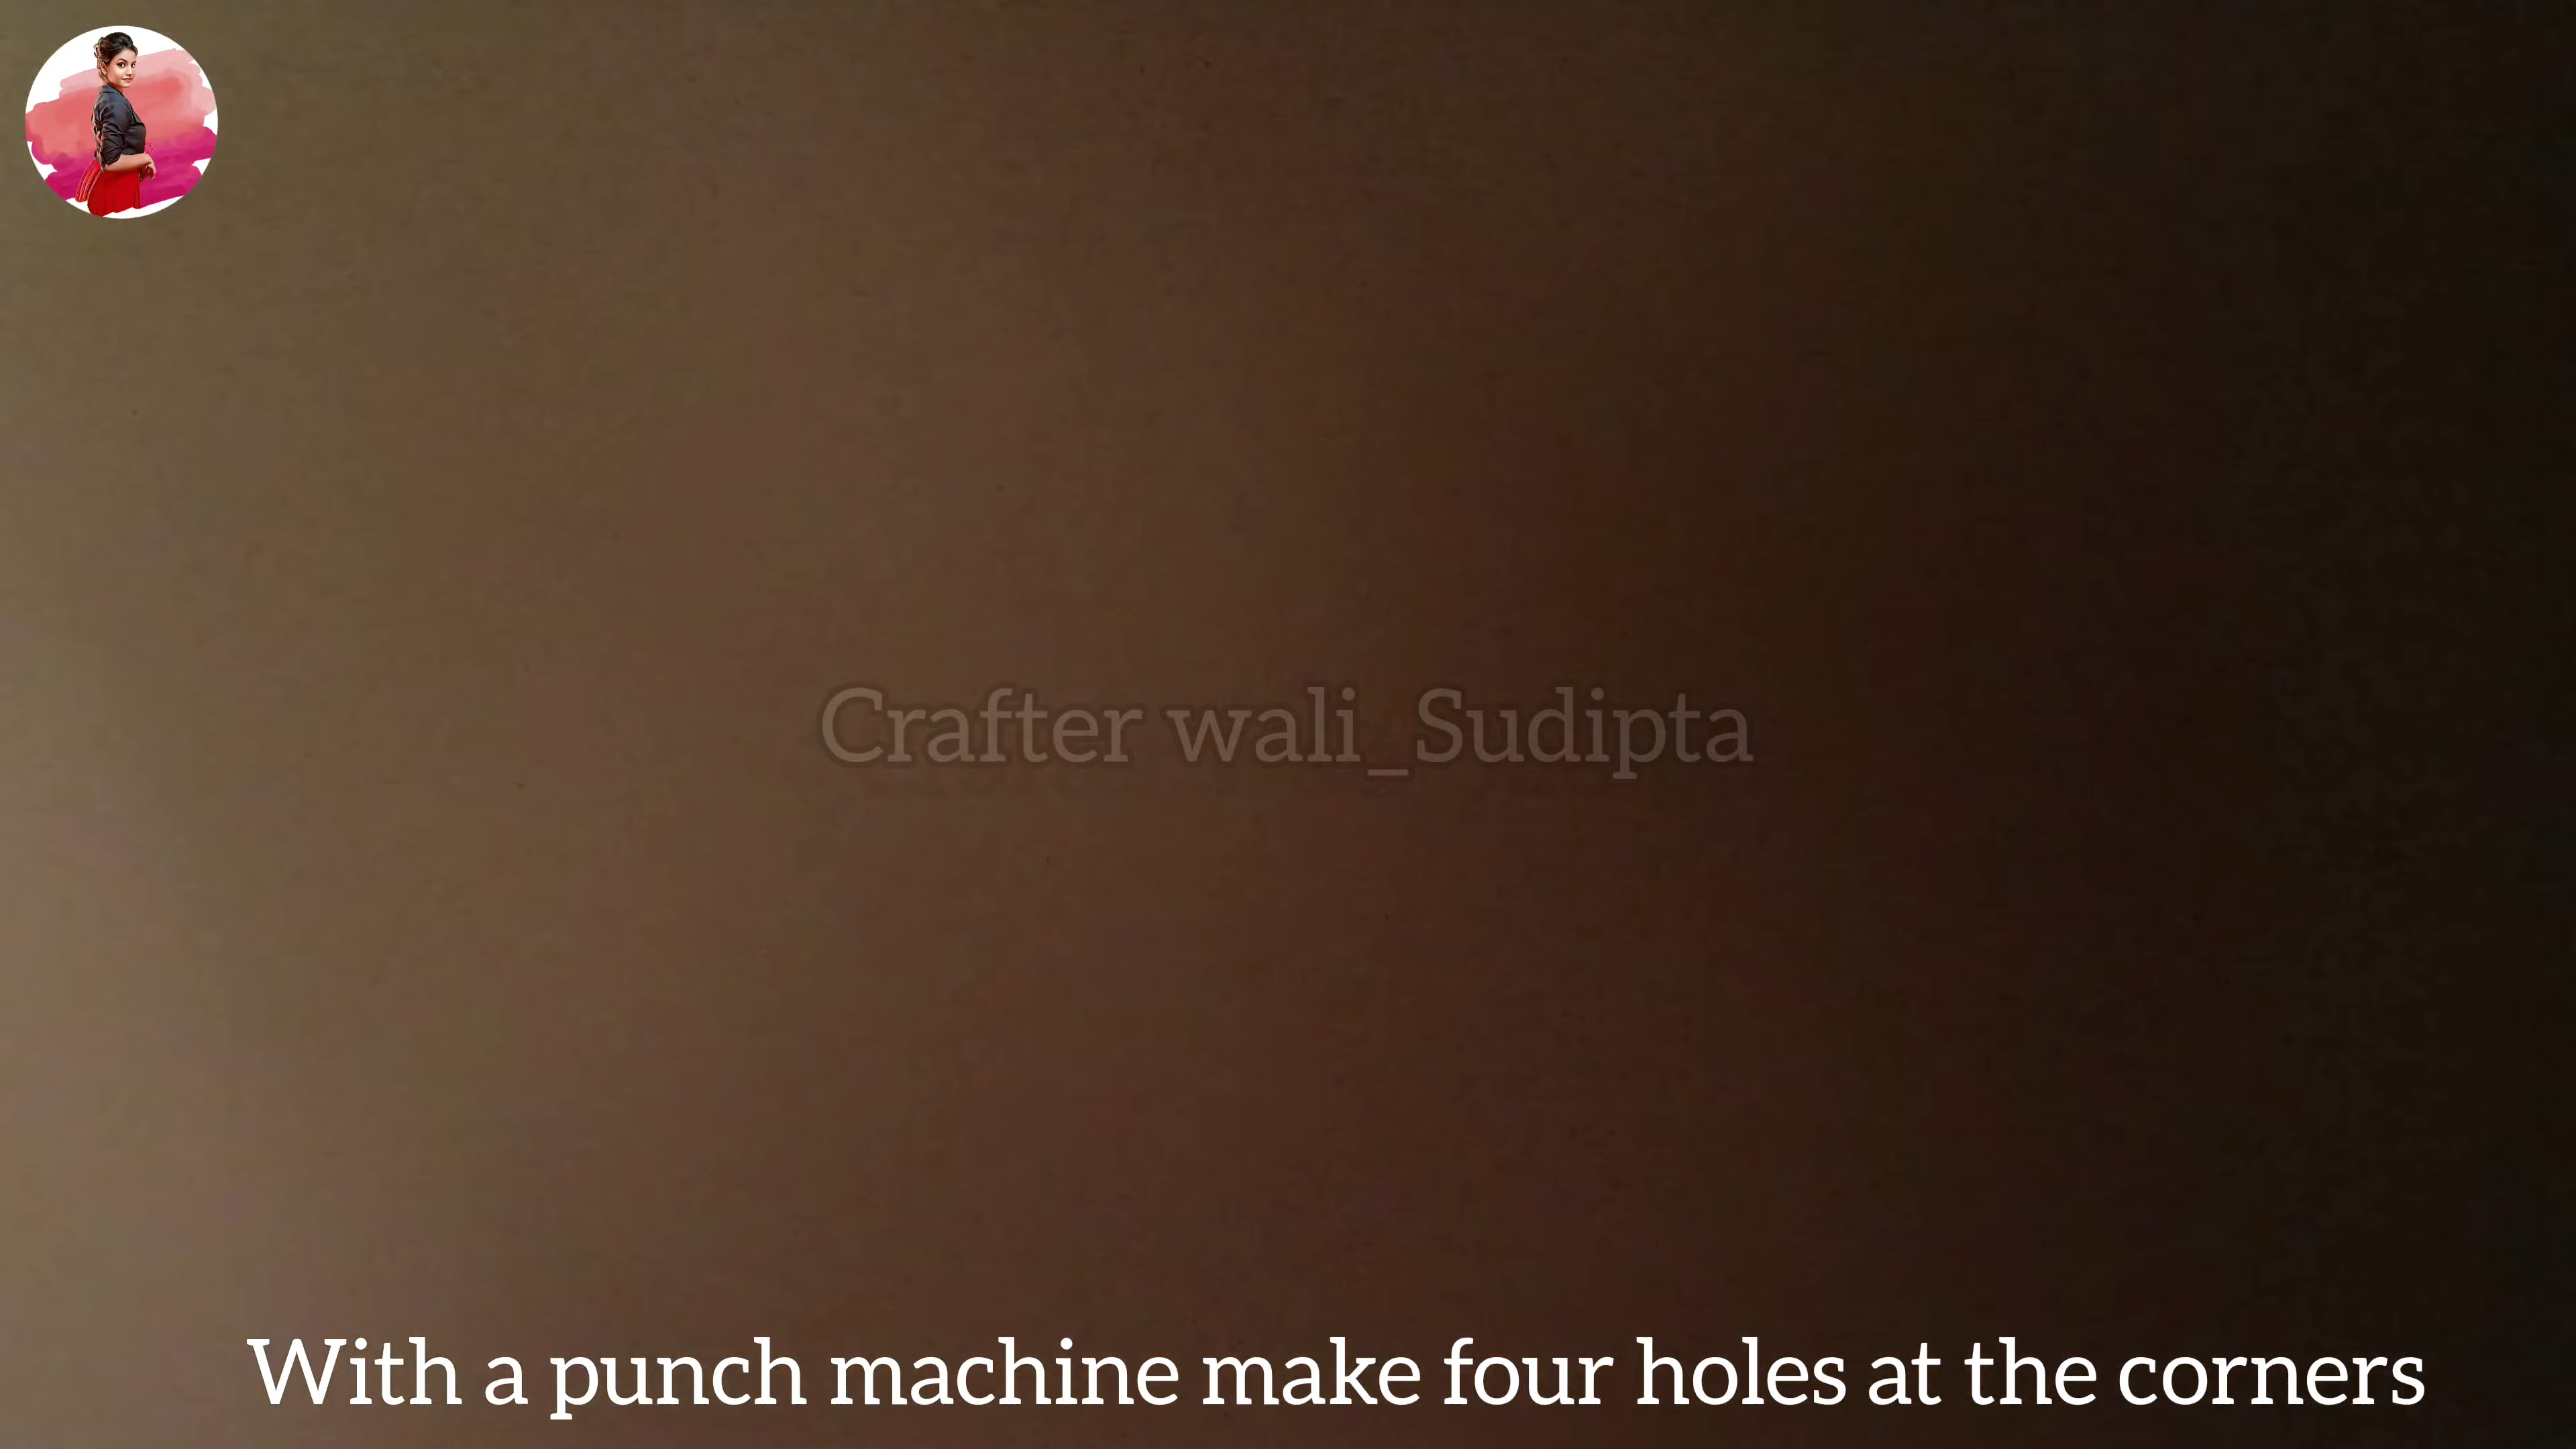 Crafter wali_Sudipta
With a punch machine make four holes at the corners